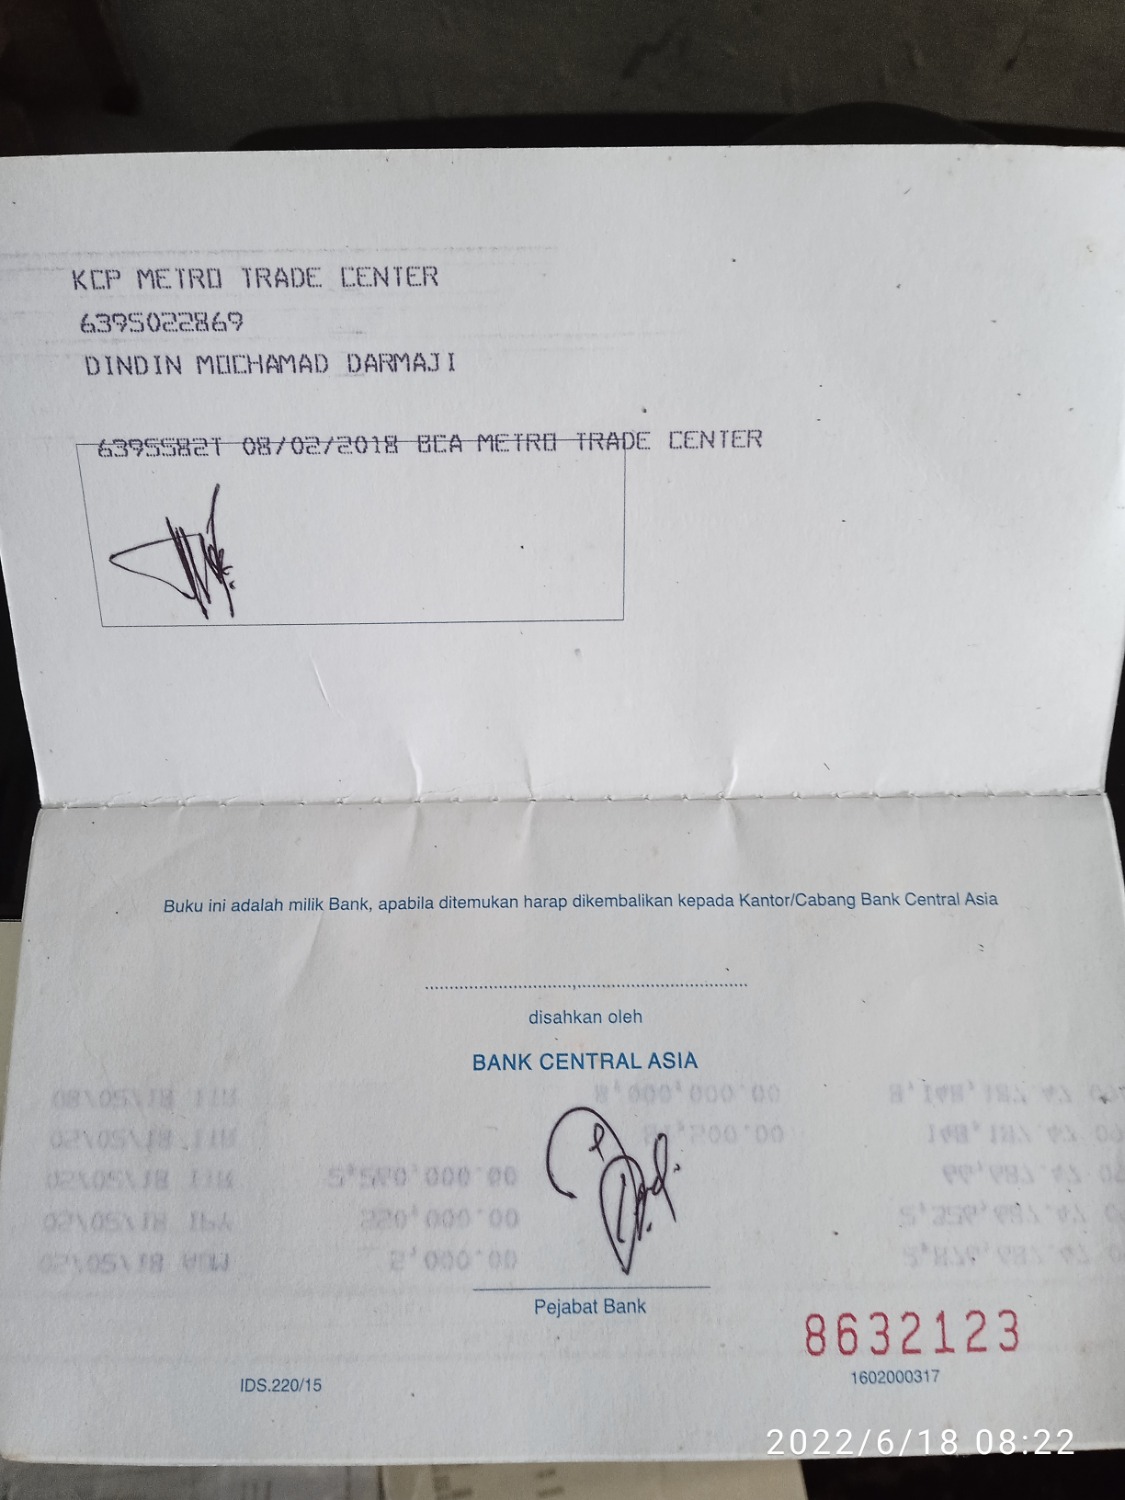 KCP METRO TRADE CENTER
6395022869
DINDIN MOCHAMAD DARMAJI
6395582T 08/02/2018 BCA METRO TRADE CENTER
Buku ini adalah milik Bank, apabila ditemukan harap dikembalikan kepada Kantor/Cabang Bank Central Asia
disahkan oleh
BANK CENTRAL ASIA
Pejabat Bank
8632123
1602000317
IDS.220/15
2022/6/18 08:22